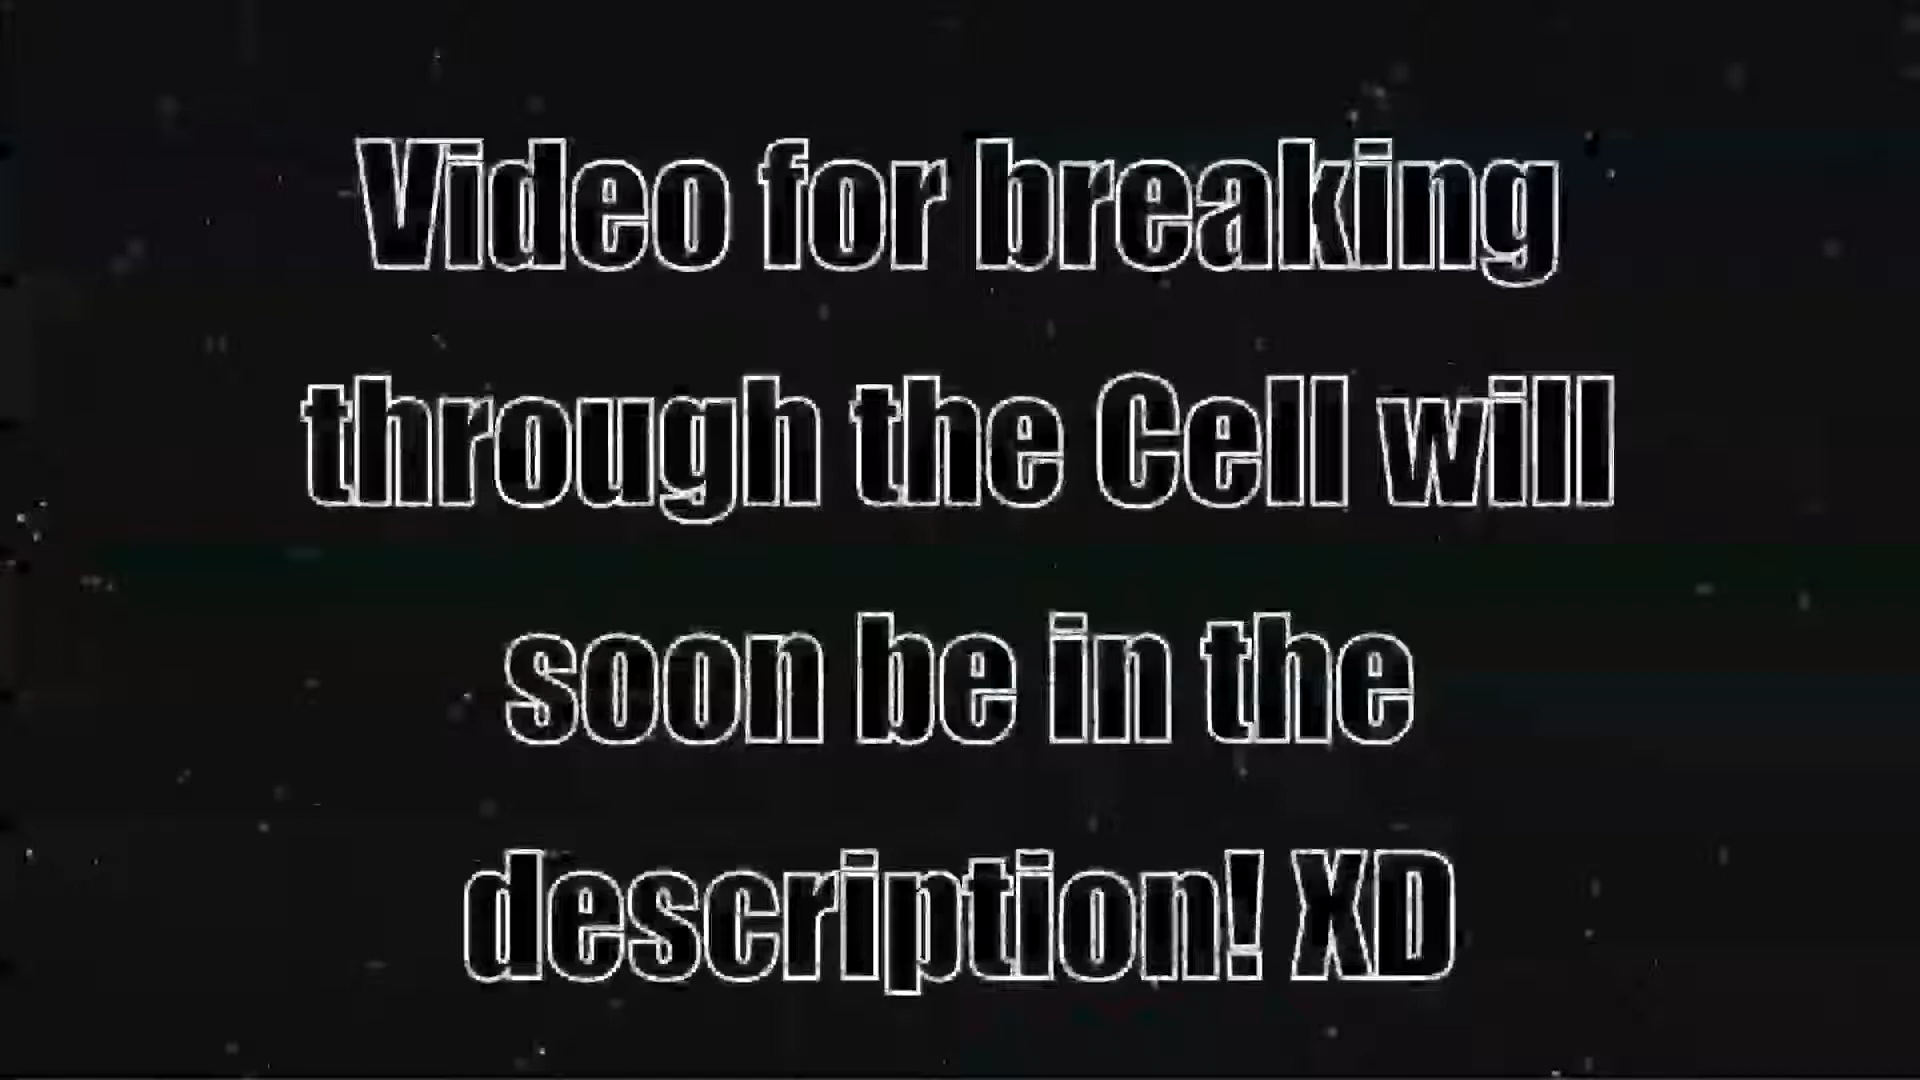 Video for breaking
through the Cell will
soon be in the
description! XD